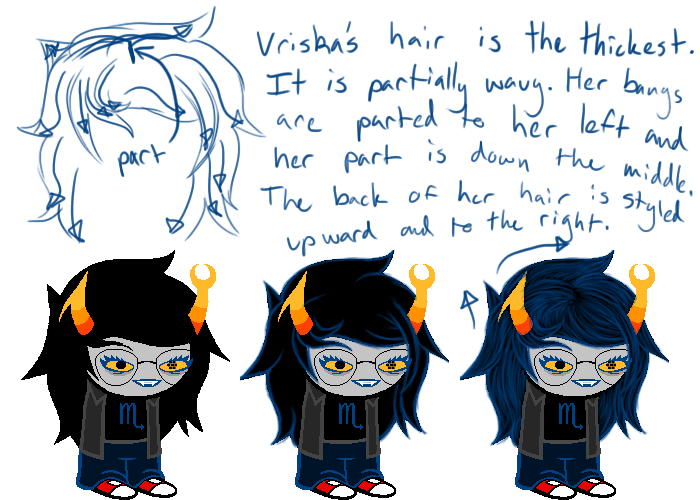 Vriska's hair is the thickest.
It is partially wavy. Her bangs
are parted to her left and
her part is down the middle.
The back of her hair is styled
upward and to the right.
part
♏
♏
♏